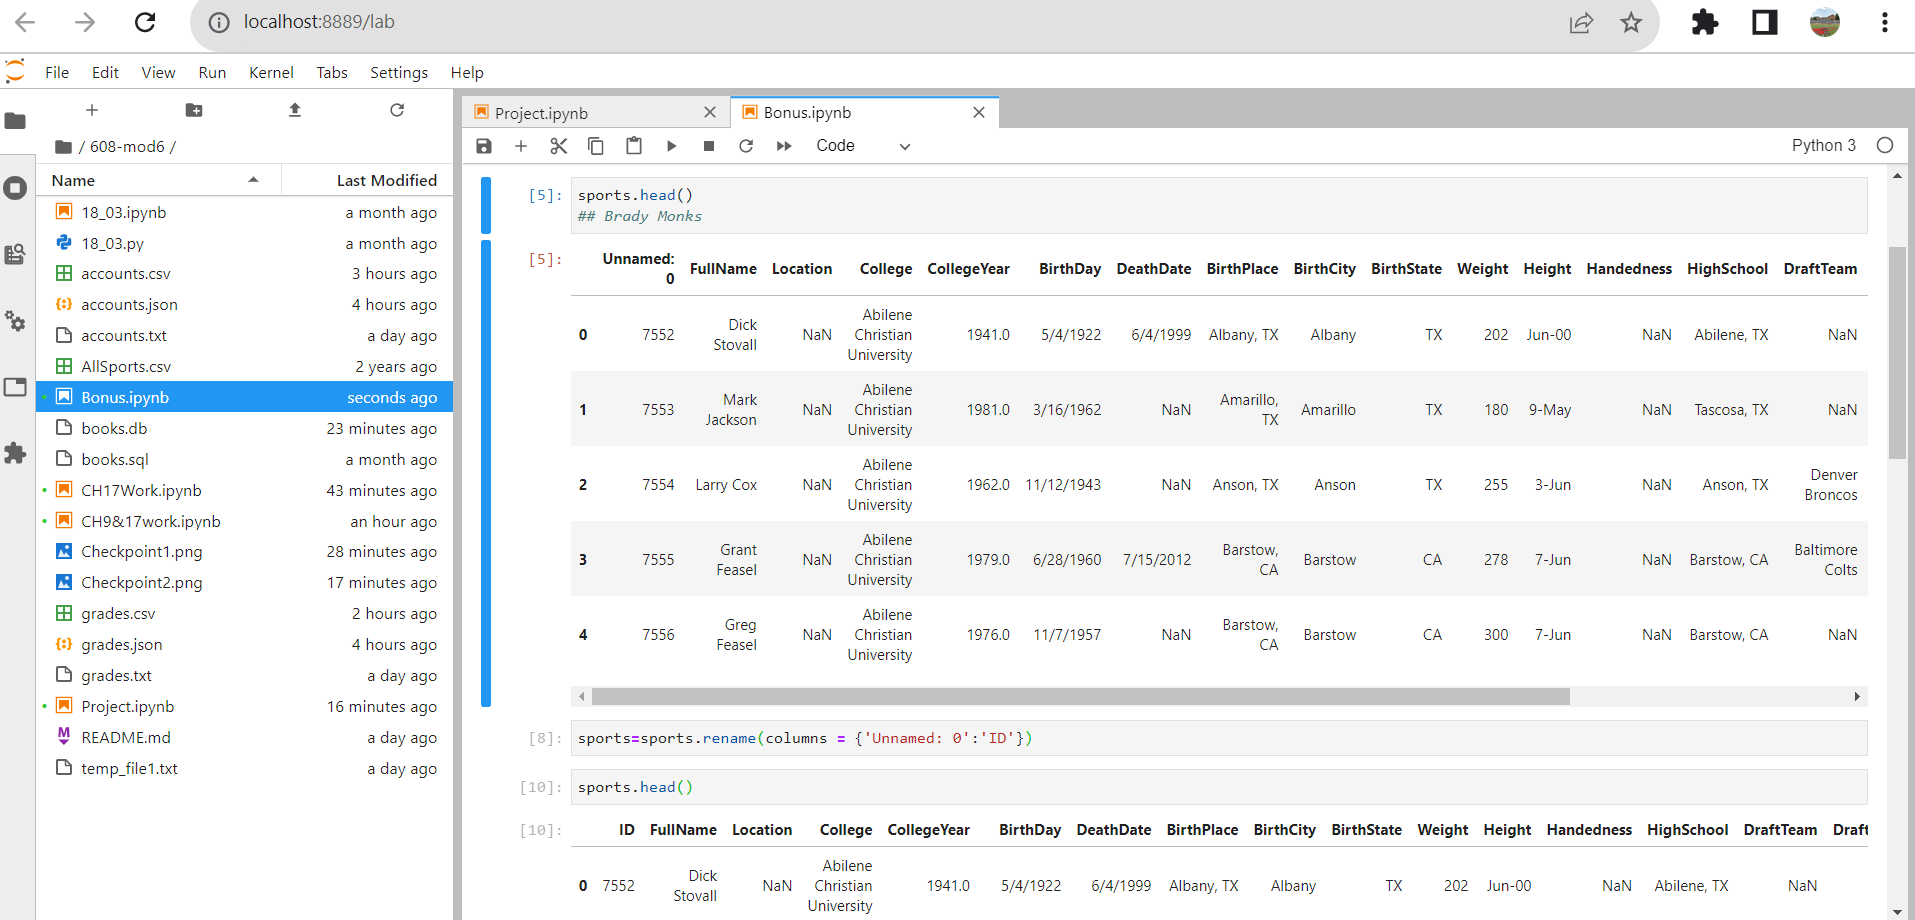 localhost:8889/lab
File Edit View Run Kernel Tabs Settings Help
/ 608-mod6 /
Name Last Modified
18_03.ipynb a month ago
18_03.py a month ago
accounts.csv 3 hours ago
accounts.json 4 hours ago
accounts.txt a day ago
AllSports.csv 2 years ago
Bonus.ipynb seconds ago
books.db 23 minutes ago
books.sql a month ago
CH17Work.ipynb 43 minutes ago
CH9&17work.ipynb an hour ago
Checkpoint1.png 28 minutes ago
Checkpoint2.png 17 minutes ago
grades.csv 2 hours ago
grades.json 4 hours ago
grades.txt a day ago
Project.ipynb 16 minutes ago
README.md a day ago
temp_file1.txt a day ago
Project.ipynb Bonus.ipynb
Code Python 3
[5]: sports.head()
## Brady Monks
[5]: Unnamed: 0 FullName Location College CollegeYear BirthDay DeathDate BirthPlace BirthCity BirthState Weight Height Handedness HighSchool DraftTeam
0 7552 Dick Stovall NaN Abilene Christian University 1941.0 5/4/1922 6/4/1999 Albany, TX Albany TX 202 Jun-00 NaN Abilene, TX NaN
1 7553 Mark Jackson NaN Abilene Christian University 1981.0 3/16/1962 NaN Amarillo, TX Amarillo TX 180 9-May NaN Tascosa, TX NaN
2 7554 Larry Cox NaN Abilene Christian University 1962.0 11/12/1943 NaN Anson, TX Anson TX 255 3-Jun NaN Anson, TX Denver Broncos
3 7555 Grant Feasel NaN Abilene Christian University 1979.0 6/28/1960 7/15/2012 Barstow, CA Barstow CA 278 7-Jun NaN Barstow, CA Baltimore Colts
4 7556 Greg Feasel NaN Abilene Christian University 1976.0 11/7/1957 NaN Barstow, CA Barstow CA 300 7-Jun NaN Barstow, CA NaN
[8]: sports=sports.rename(columns = {'Unnamed: 0':'ID'})
[10]: sports.head()
[10]: ID FullName Location College CollegeYear BirthDay DeathDate BirthPlace BirthCity BirthState Weight Height Handedness HighSchool DraftTeam Draft
0 7552 Dick Stovall NaN Abilene Christian University 1941.0 5/4/1922 6/4/1999 Albany, TX Albany TX 202 Jun-00 NaN Abilene, TX NaN